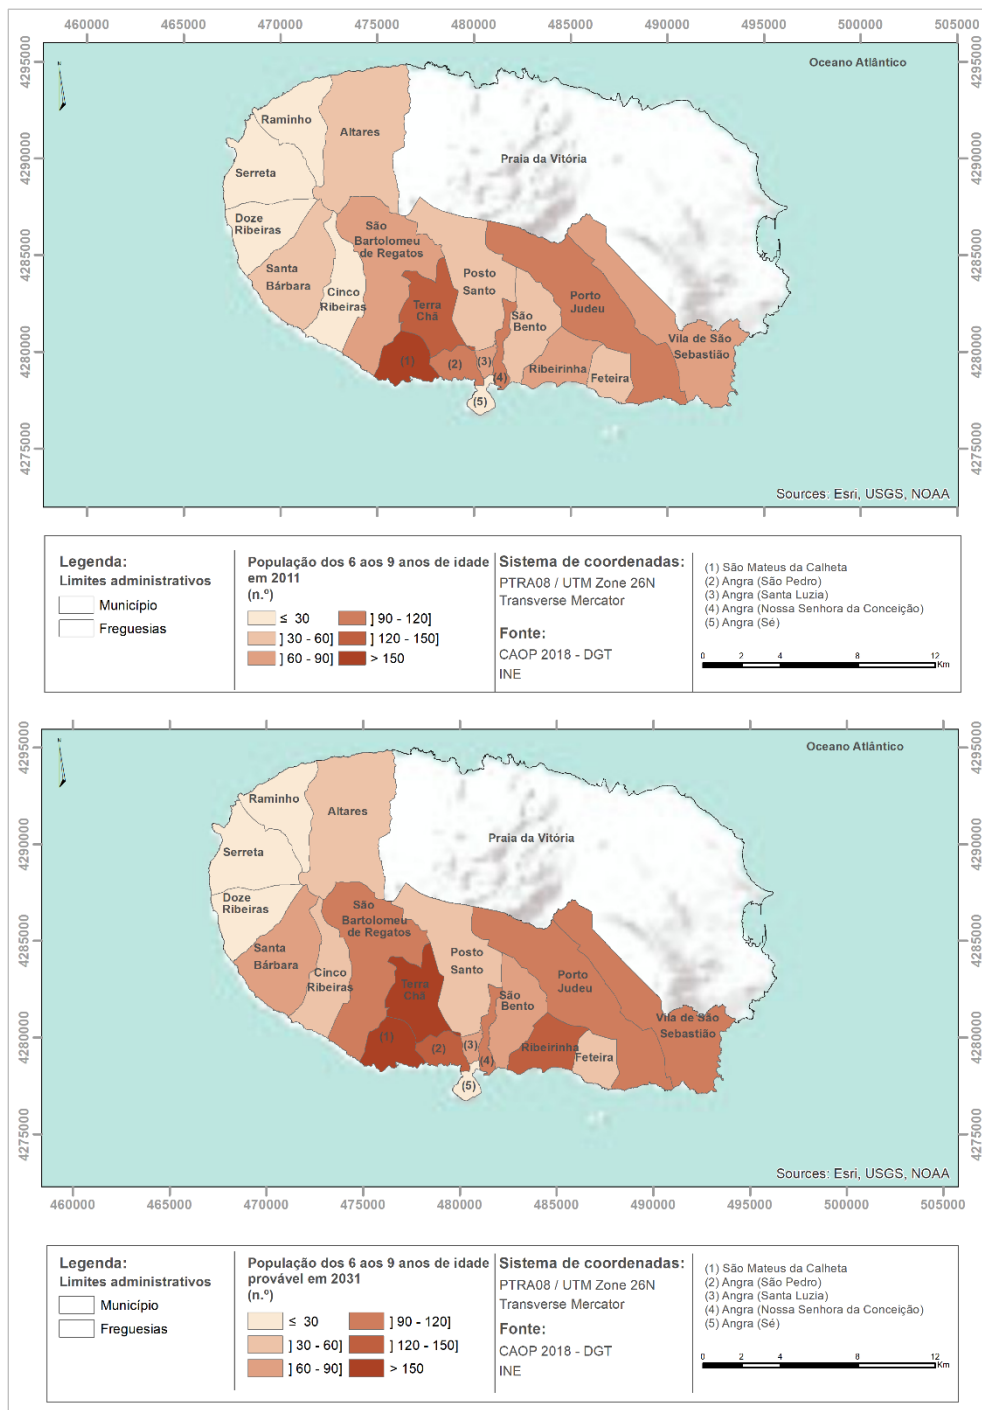 460000 465000 470000 475000 480000 485000 490000 495000 500000 505000
4295000 4290000 4285000 4280000 4275000
4295000 4290000 4285000 4280000 4275000
Oceano Atlântico
Raminho
Altares
Praia da Vitória
Serreta
Doze
Ribeiras
São
Bartolomeu
de Regatos
Santa
Bárbara
Posto
Santo
Cinco
Ribeiras
Terra
Chã
São
Bento
Porto
Judeu
Vila de São
Sebastião
(1)
(2)
(3)
(4)
Ribeirinha
Feteira
(5)
Sources: Esri, USGS, NOAA
Legenda:
Limites administrativos
Município
Freguesias
População dos 6 aos 9 anos de idade
em 2011
(n.º)
≤ 30
] 30 - 60]
] 60 - 90]
] 90 - 120]
] 120 - 150]
> 150
Sistema de coordenadas:
PTRA08 / UTM Zone 26N
Transverse Mercator
Fonte:
CAOP 2018 - DGT
INE
(1) São Mateus da Calheta
(2) Angra (São Pedro)
(3) Angra (Santa Luzia)
(4) Angra (Nossa Senhora da Conceição)
(5) Angra (Sé)
0 2 4 8 12
Km
4295000 4290000 4285000 4280000 4275000
4295000 4290000 4285000 4280000 4275000
Oceano Atlântico
Raminho
Altares
Praia da Vitória
Serreta
Doze
Ribeiras
São
Bartolomeu
de Regatos
Santa
Bárbara
Posto
Santo
Cinco
Ribeiras
Terra
Chã
São
Bento
Porto
Judeu
Vila de São
Sebastião
(1)
(2)
(3)
(4)
Ribeirinha
Feteira
(5)
Sources: Esri, USGS, NOAA
460000 465000 470000 475000 480000 485000 490000 495000 500000 505000
Legenda:
Limites administrativos
Município
Freguesias
População dos 6 aos 9 anos de idade
provável em 2031
(n.º)
≤ 30
] 30 - 60]
] 60 - 90]
] 90 - 120]
] 120 - 150]
> 150
Sistema de coordenadas:
PTRA08 / UTM Zone 26N
Transverse Mercator
Fonte:
CAOP 2018 - DGT
INE
(1) São Mateus da Calheta
(2) Angra (São Pedro)
(3) Angra (Santa Luzia)
(4) Angra (Nossa Senhora da Conceição)
(5) Angra (Sé)
0 2 4 8 12
Km